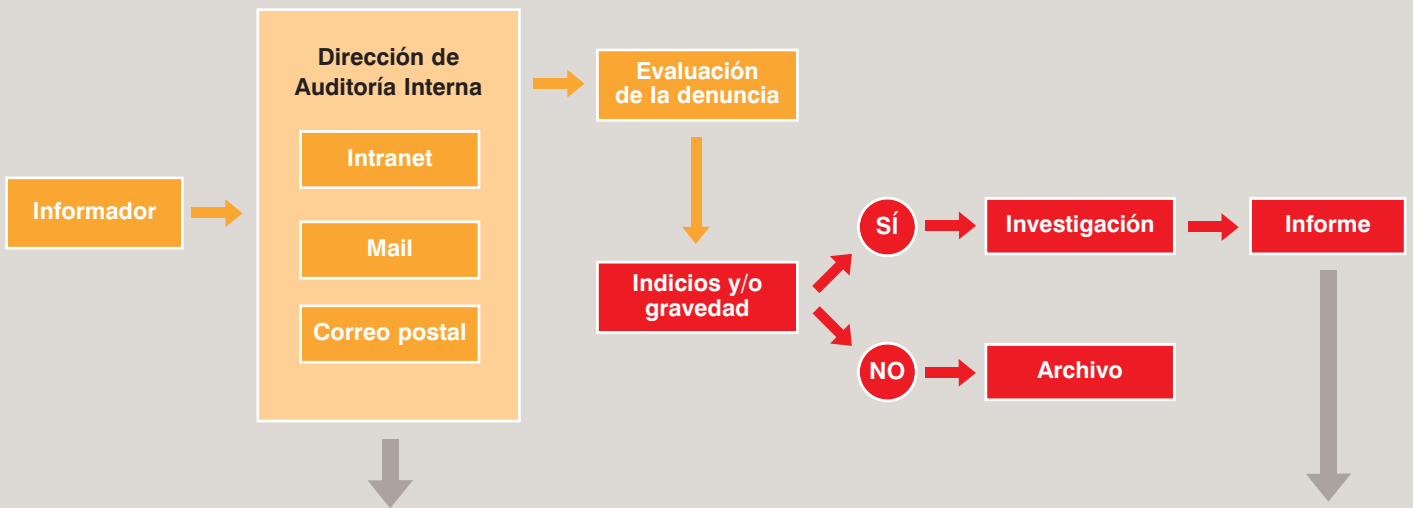 Informador
Dirección de
Auditoría Interna
Intranet
Mail
Correo postal
Evaluación
de la denuncia
Indicios y/o
gravedad
SÍ
Investigación
Informe
NO
Archivo